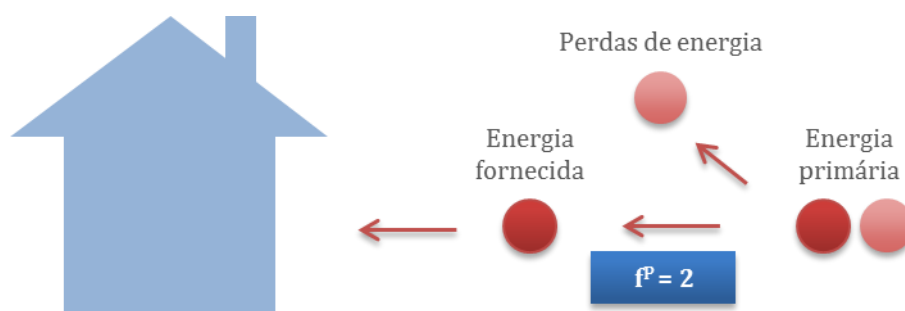 Perdas de energia
Energia
fornecida
Energia
primária
fᴾ = 2